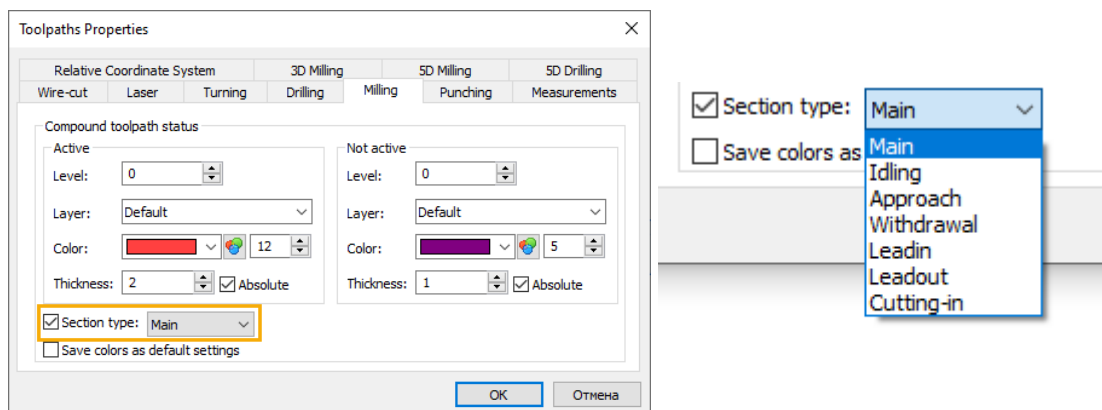 Toolpaths Properties
Relative Coordinate System 3D Milling 5D Milling 5D Drilling
Wire-cut Laser Turning Drilling Milling Punching Measurements
Compound toolpath status
Active
Level: 0
Layer: Default
Color: 12
Thickness: 2 Absolute
Not active
Level: 0
Layer: Default
Color: 5
Thickness: 1 Absolute
Section type: Main
Save colors as default settings
OK Отмена
Section type: Main
Save colors as
Main
Idling
Approach
Withdrawal
Leadin
Leadout
Cutting-in